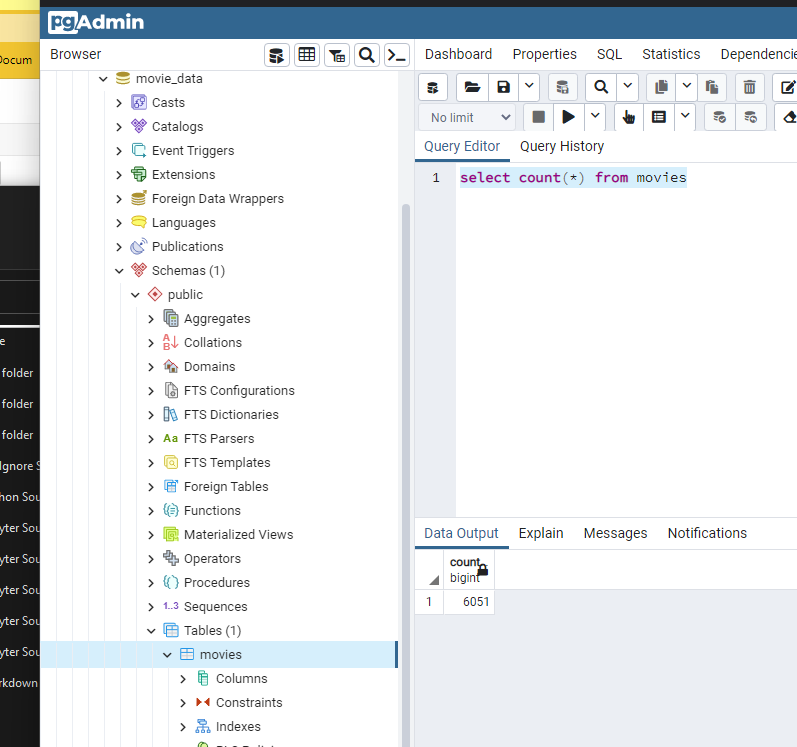 pgAdmin
Docum
Browser
Dashboard Properties SQL Statistics Dependencie
movie_data
Casts
Catalogs
Event Triggers
Extensions
Foreign Data Wrappers
Languages
Publications
Schemas (1)
public
Aggregates
Collations
Domains
FTS Configurations
FTS Dictionaries
Aa FTS Parsers
FTS Templates
Foreign Tables
Functions
Materialized Views
Operators
Procedures
1..3 Sequences
Tables (1)
movies
Columns
Constraints
Indexes
No limit
Query Editor Query History
1 select count(*) from movies
Data Output Explain Messages Notifications
count
bigint
1 6051
e
folder
folder
folder
Ignore S
hon Sou
yter Sou
yter Sou
yter Sou
yter Sou
yter Sou
rkdown